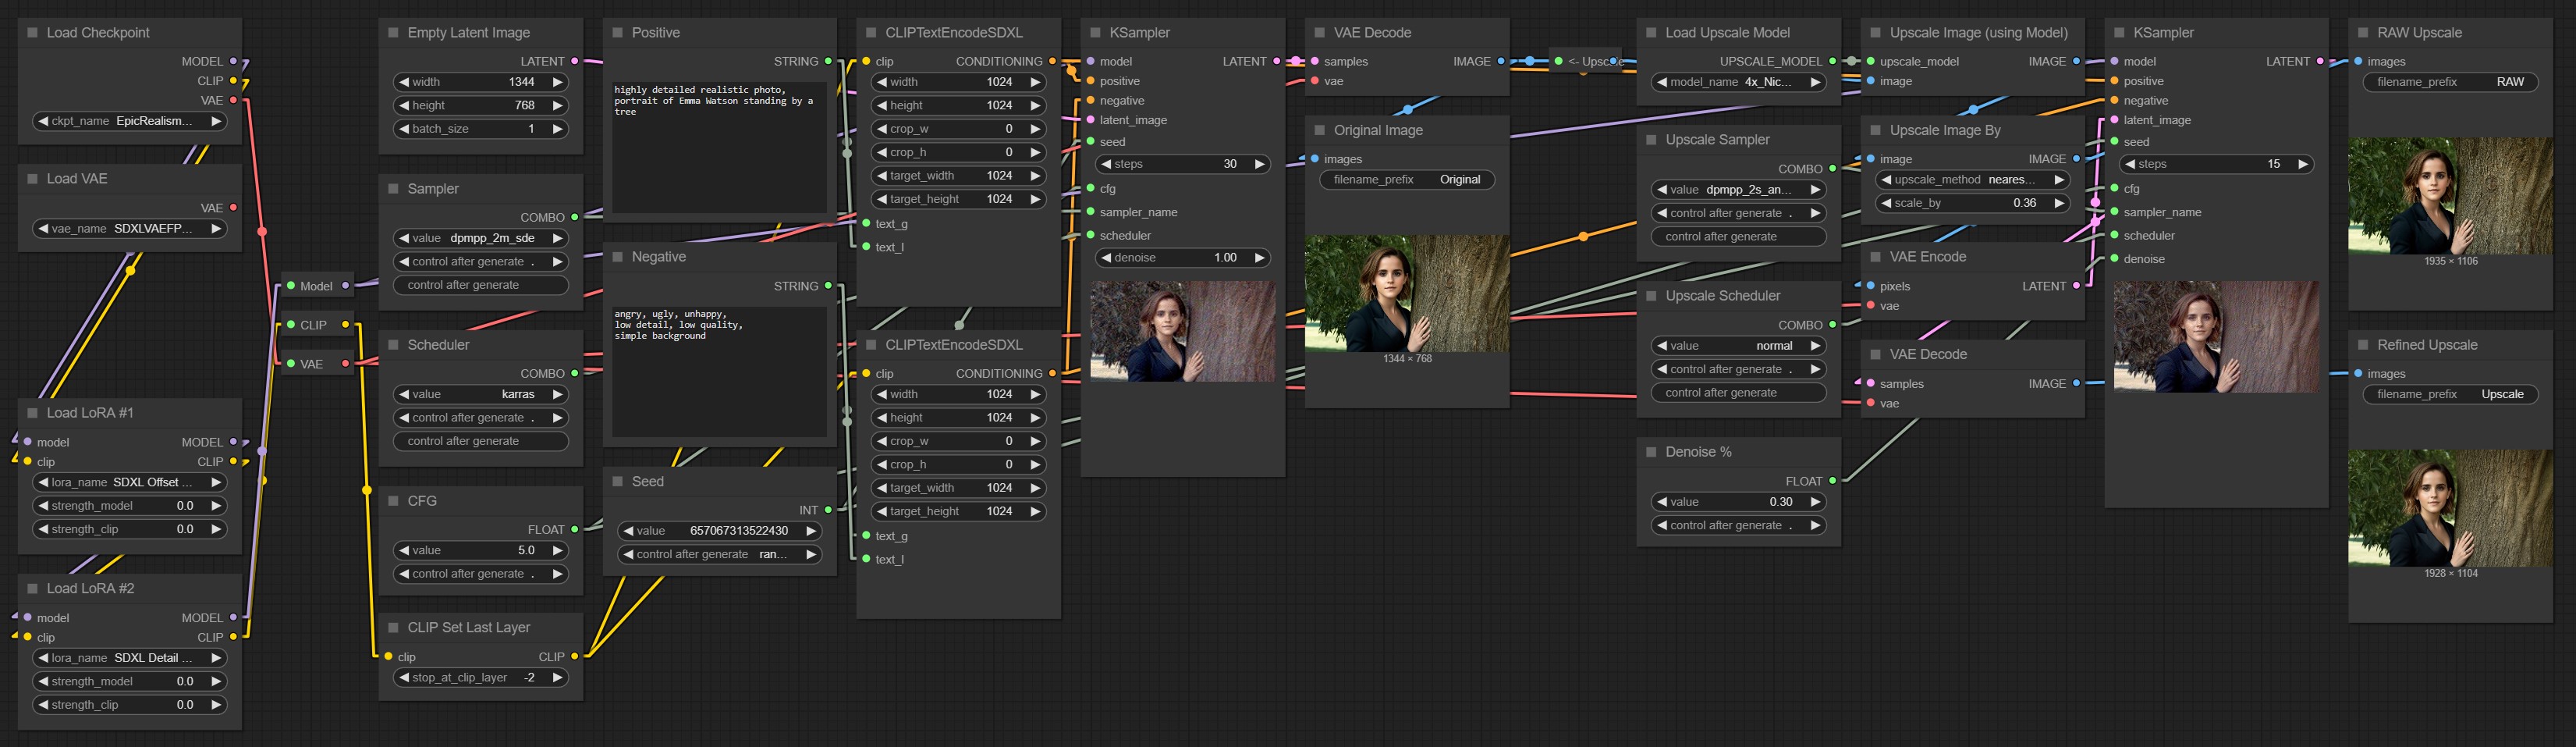 Load Checkpoint
MODEL
CLIP
VAE
ckpt_name EpicRealism...
Load VAE
VAE
vae_name SDXLVAEFP...
Load LoRA #1
model MODEL
clip CLIP
lora_name SDXL Offset ...
strength_model 0.0
strength_clip 0.0
Load LoRA #2
model MODEL
clip CLIP
lora_name SDXL Detail ...
strength_model 0.0
strength_clip 0.0
Model
CLIP
VAE
Empty Latent Image
LATENT
width 1344
height 768
batch_size 1
Sampler
COMBO
value dpmpp_2m_sde
control after generate .
control after generate
Scheduler
COMBO
value karras
control after generate .
control after generate
CFG
FLOAT
value 5.0
control after generate .
CLIP Set Last Layer
clip CLIP
stop_at_clip_layer -2
Positive
STRING
highly detailed realistic photo,
portrait of Emma Watson standing by a
tree
Negative
STRING
angry, ugly, unhappy,
low detail, low quality,
simple background
Seed
INT
value 657067313522430
control after generate ran...
CLIPTextEncodeSDXL
clip CONDITIONING
width 1024
height 1024
crop_w 0
crop_h 0
target_width 1024
target_height 1024
text_g
text_l
CLIPTextEncodeSDXL
clip CONDITIONING
width 1024
height 1024
crop_w 0
crop_h 0
target_width 1024
target_height 1024
text_g
text_l
KSampler
model LATENT
positive
negative
latent_image
seed
steps 30
cfg
sampler_name
scheduler
denoise 1.00
VAE Decode
samples IMAGE
vae
Original Image
images
filename_prefix Original
1344 × 768
<- Upscale
Load Upscale Model
UPSCALE_MODEL
model_name 4x_Nic...
Upscale Sampler
COMBO
value dpmpp_2s_an...
control after generate .
control after generate
Upscale Scheduler
COMBO
value normal
control after generate .
control after generate
Denoise %
FLOAT
value 0.30
control after generate .
Upscale Image (using Model)
upscale_model IMAGE
image
Upscale Image By
image IMAGE
upscale_method neares...
scale_by 0.36
VAE Encode
pixels LATENT
vae
VAE Decode
samples IMAGE
vae
KSampler
model LATENT
positive
negative
latent_image
seed
steps 15
cfg
sampler_name
scheduler
denoise
RAW Upscale
images
filename_prefix RAW
1935 × 1106
Refined Upscale
images
filename_prefix Upscale
1928 × 1104